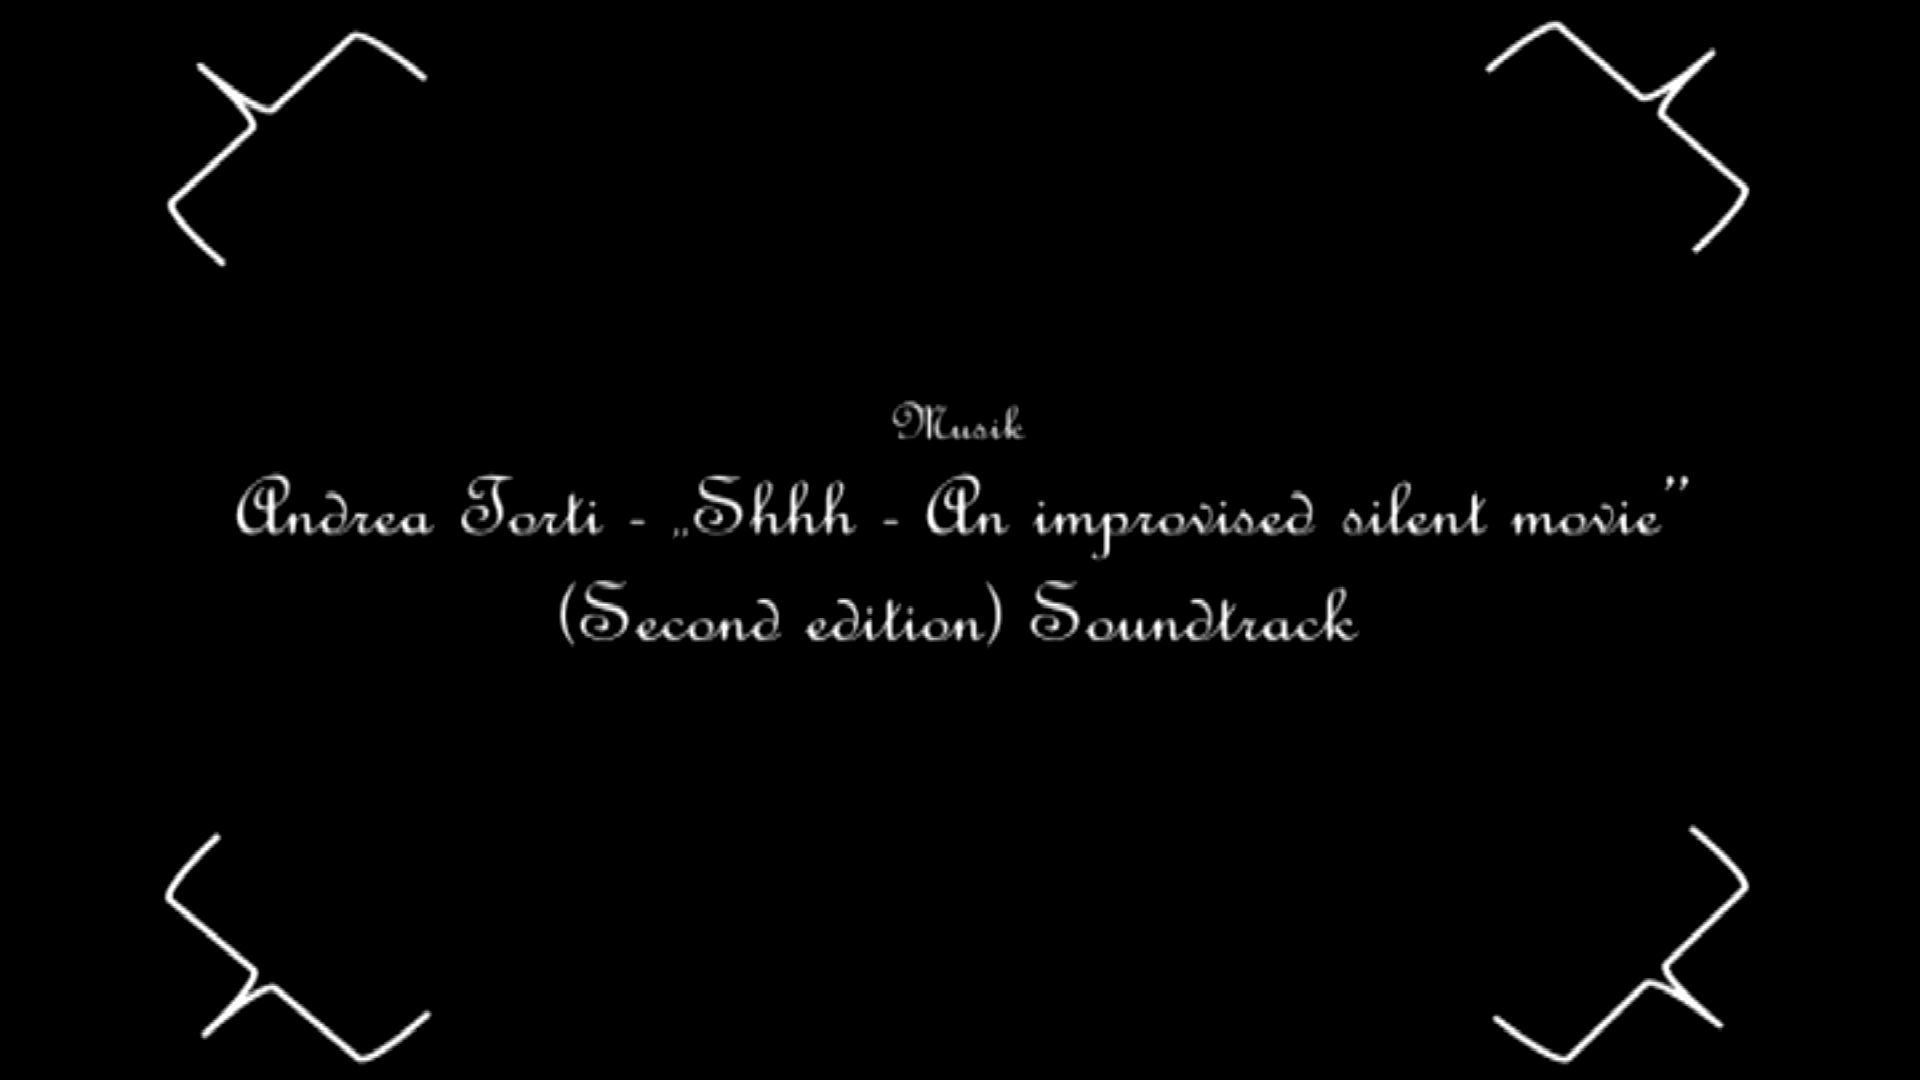 Musik
Andrea Torti - „Shhh - An improvised silent movie”
(Second edition) Soundtrack